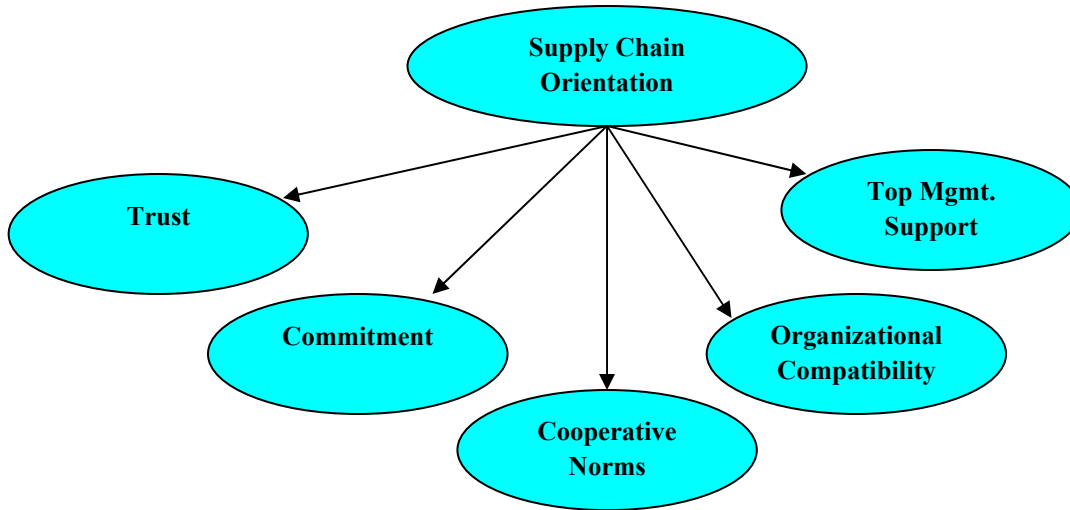 Supply Chain
Orientation
Trust
Top Mgmt.
Support
Commitment
Organizational
Compatibility
Cooperative
Norms